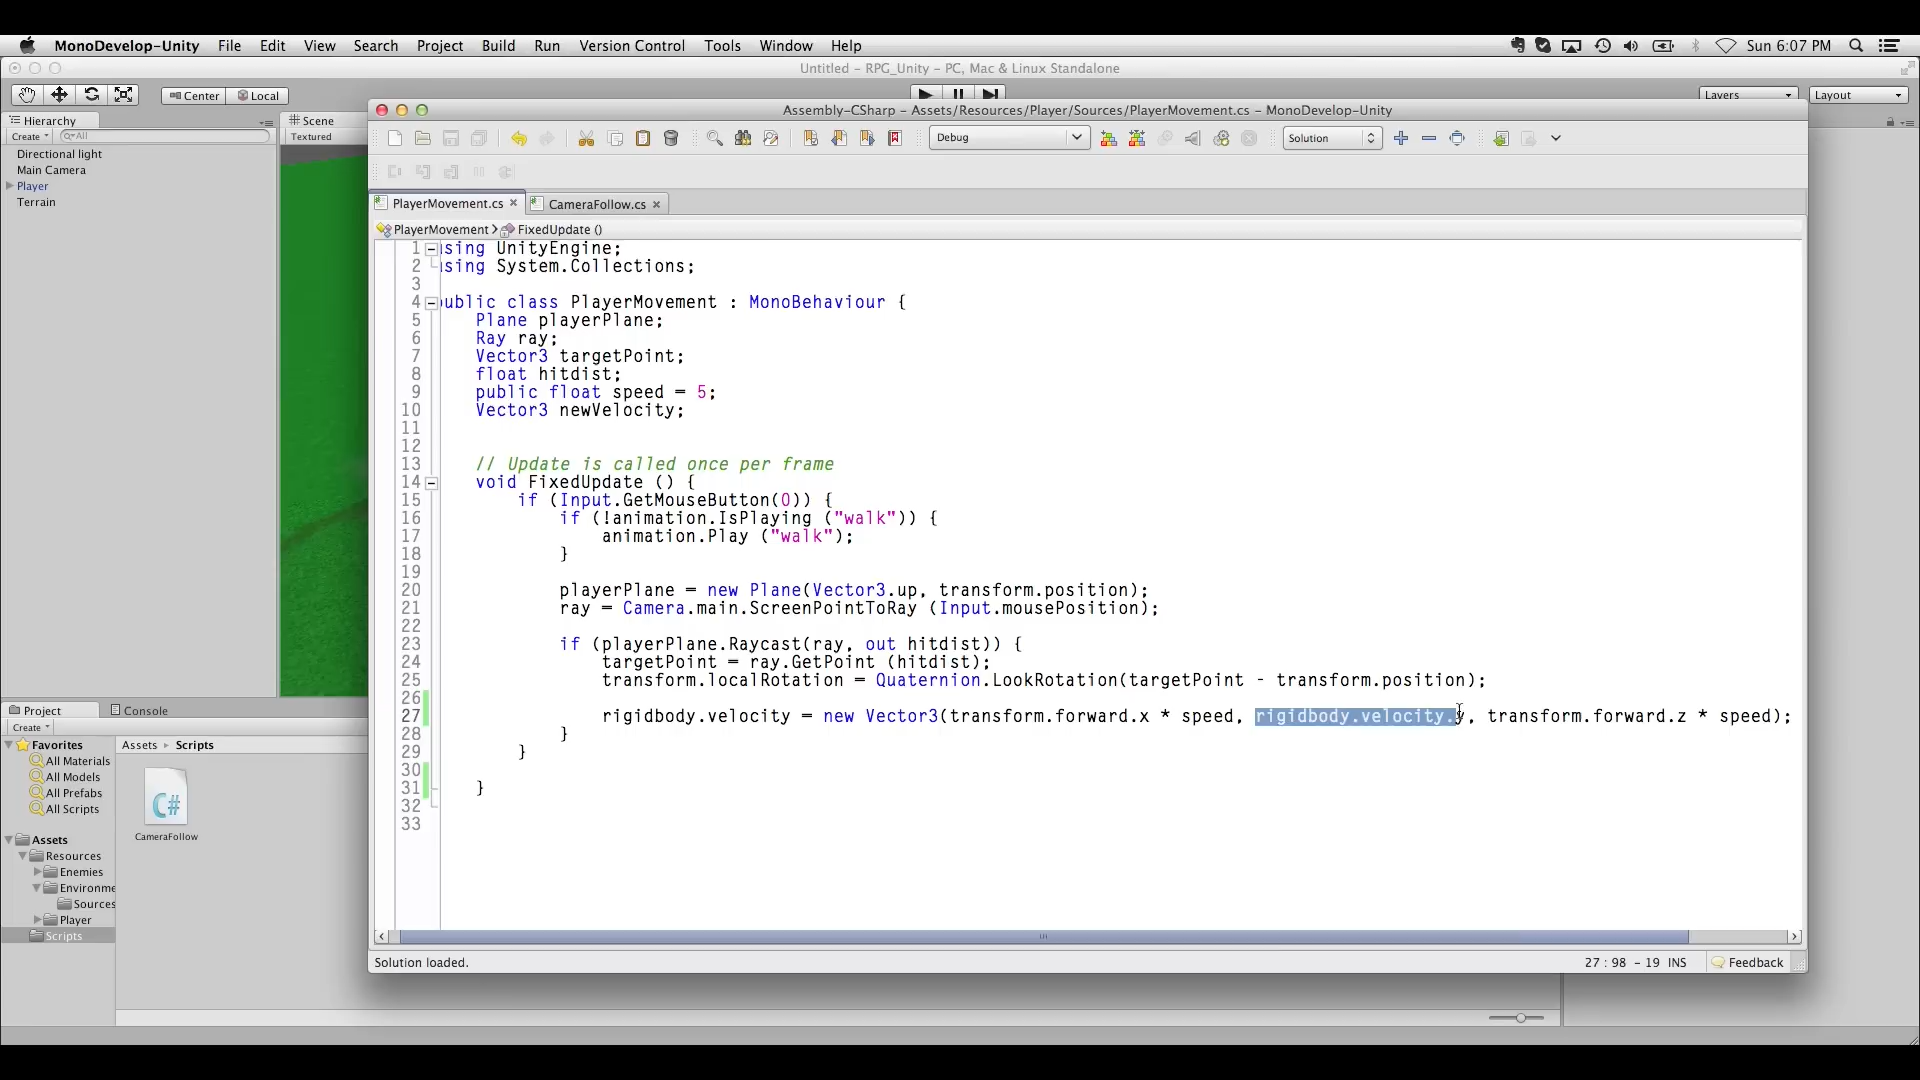 MonoDevelop-Unity File Edit View Search Project Build Run Version Control Tools Window Help Sun 6:07 PM
Untitled - RPG_Unity - PC, Mac & Linux Standalone
Center Local Layers Layout
Assembly-CSharp - Assets/Resources/Player/Sources/PlayerMovement.cs - MonoDevelop-Unity
Hierarchy Scene
Create All Textured
Debug Solution
Directional light
Main Camera
Player
Terrain
PlayerMovement.cs CameraFollow.cs
PlayerMovement FixedUpdate ()
1 using UnityEngine;
2 using System.Collections;
3
4 public class PlayerMovement : MonoBehaviour {
5 Plane playerPlane;
6 Ray ray;
7 Vector3 targetPoint;
8 float hitdist;
9 public float speed = 5;
10 Vector3 newVelocity;
11
12
13 // Update is called once per frame
14 void FixedUpdate () {
15 if (Input.GetMouseButton(0)) {
16 if (!animation.IsPlaying ("walk")) {
17 animation.Play ("walk");
18 }
19
20 playerPlane = new Plane(Vector3.up, transform.position);
21 ray = Camera.main.ScreenPointToRay (Input.mousePosition);
22
23 if (playerPlane.Raycast(ray, out hitdist)) {
24 targetPoint = ray.GetPoint (hitdist);
25 transform.localRotation = Quaternion.LookRotation(targetPoint - transform.position);
26
27 rigidbody.velocity = new Vector3(transform.forward.x * speed, rigidbody.velocity.y, transform.forward.z * speed);
28 }
29 }
30
31 }
32
33
Project Console
Create
Favorites
All Materials
All Models
All Prefabs
All Scripts
Assets
Resources
Enemies
Environme
Sources
Player
Scripts
Assets Scripts
C#
CameraFollow
Solution loaded. 27 : 98 - 19 INS Feedback